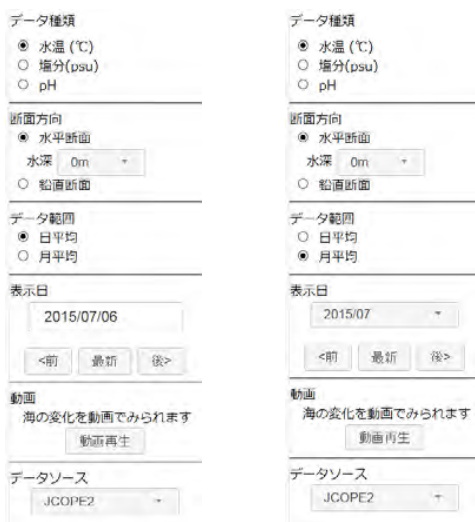 データ種類
水温 (℃)
塩分(psu)
pH
断面方向
水平断面
水深 0m
鉛直断面
データ範囲
日平均
月平均
表示日
2015/07/06
<前 最新 後>
動画
海の変化を動画でみられます
動画再生
データソース
JCOPE2
データ種類
水温 (℃)
塩分(psu)
pH
断面方向
水平断面
水深 0m
鉛直断面
データ範囲
日平均
月平均
表示日
2015/07
<前 最新 後>
動画
海の変化を動画でみられます
動画再生
データソース
JCOPE2